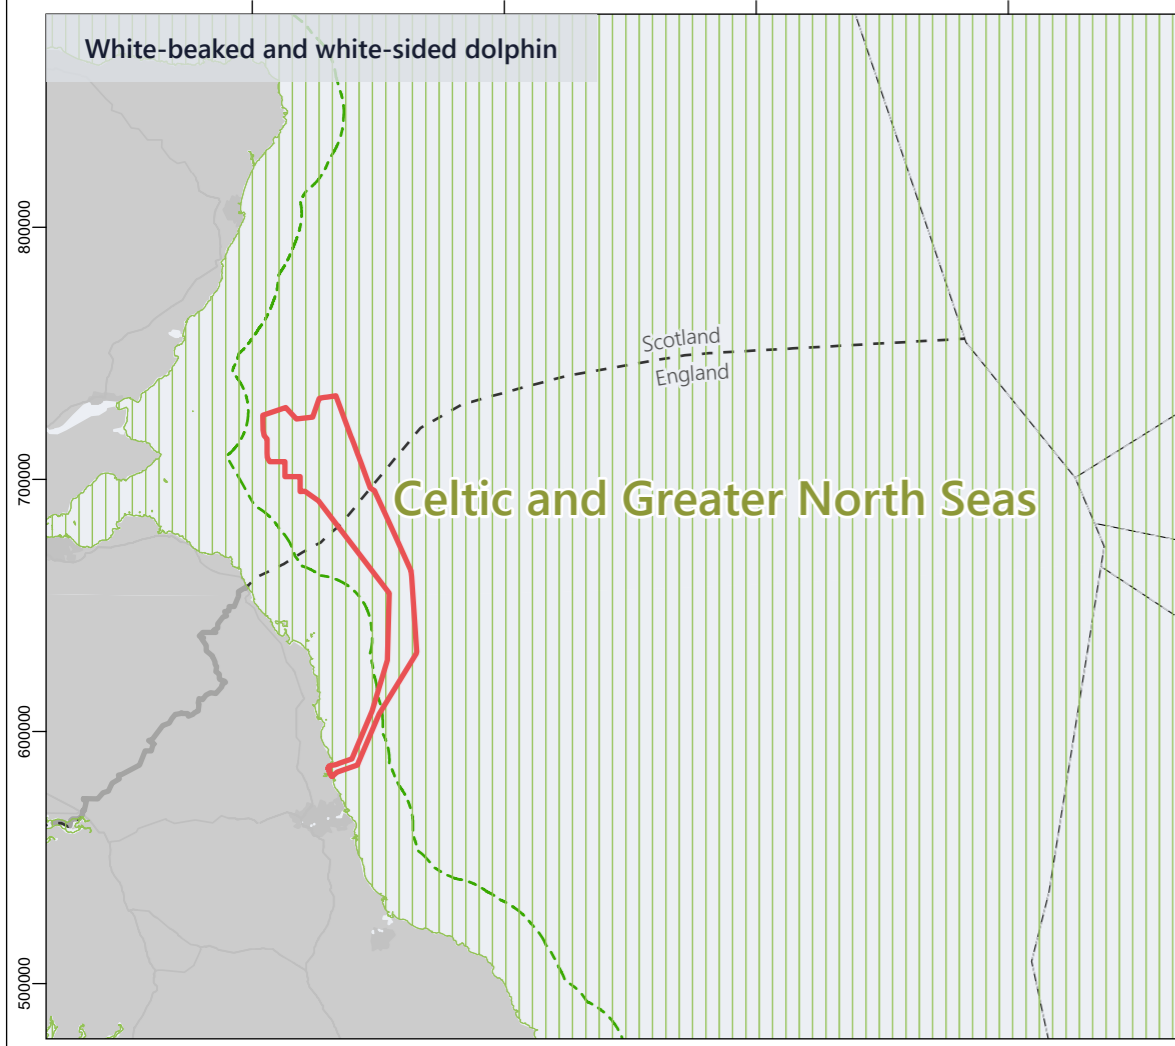 White-beaked and white-sided dolphin
800000
Scotland
England
700000
Celtic and Greater North Seas
600000
500000